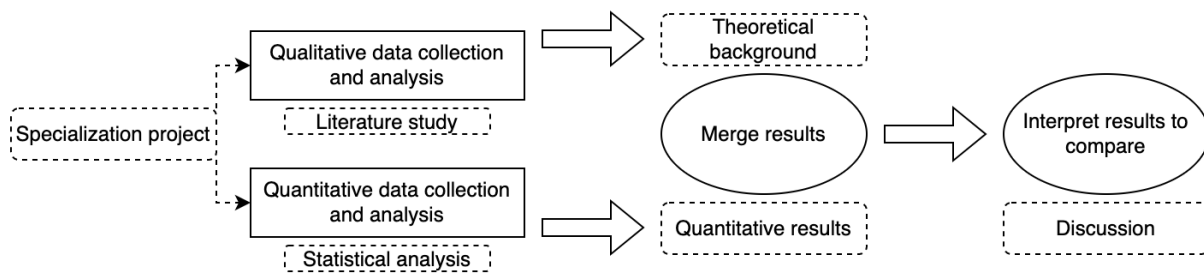 Specialization project
Qualitative data collection
and analysis
Literature study
Quantitative data collection
and analysis
Statistical analysis
Theoretical
background
Merge results
Quantitative results
Interpret results to
compare
Discussion